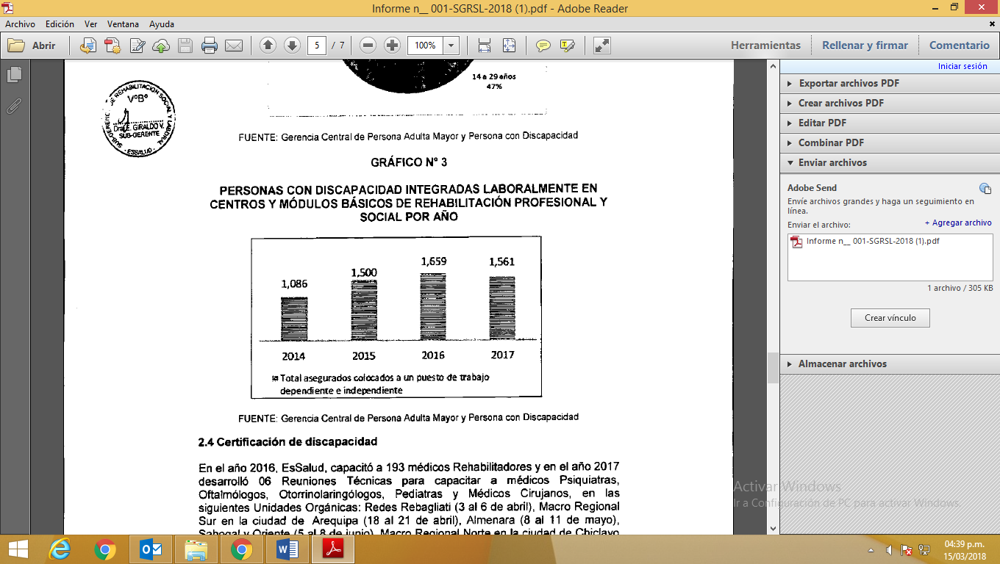 Informe n__ 001-SGRSL-2018 (1).pdf - Adobe Reader
Archivo Edición Ver Ventana Ayuda
Abrir 5 / 7 100% Herramientas Rellenar y firmar Comentario
Iniciar sesión
Exportar archivos PDF
Crear archivos PDF
Editar PDF
Combinar PDF
Enviar archivos
Adobe Send
Envíe archivos grandes y haga un seguimiento en
línea.
Enviar el archivo: + Agregar archivo
Informe n__ 001-SGRSL-2018 (1).pdf
1 archivo / 305 KB
Crear vínculo
Almacenar archivos
14 a 29 años
47%
REHABILITACION SOCIAL Y LABORAL
V°B°
GIRALDO V.
SUB-GERENTE
ESSALUD
FUENTE: Gerencia Central de Persona Adulta Mayor y Persona con Discapacidad
GRÁFICO N° 3
PERSONAS CON DISCAPACIDAD INTEGRADAS LABORALMENTE EN
CENTROS Y MÓDULOS BÁSICOS DE REHABILITACIÓN PROFESIONAL Y
SOCIAL POR AÑO
1,086 1,500 1,659 1,561
2014 2015 2016 2017
Total asegurados colocados a un puesto de trabajo
dependiente e independiente
FUENTE: Gerencia Central de Persona Adulta Mayor y Persona con Discapacidad
2.4 Certificación de discapacidad
En el año 2016, EsSalud, capacitó a 193 médicos Rehabilitadores y en el año 2017
desarrolló 06 Reuniones Técnicas para capacitar a médicos Psiquiatras,
Oftalmólogos, Otorrinolaringólogos, Pediatras y Médicos Cirujanos, en las
siguientes Unidades Orgánicas: Redes Rebagliati (3 al 6 de abril), Macro Regional
Sur en la ciudad de Arequipa (18 al 21 de abril), Almenara (8 al 11 de mayo),
Sabogal y Oriente (5 al 8 de junio), Macro Regional Norte en la ciudad de Chiclayo
Activar Windows
Ir a Configuración de PC para activar Windows.
04:39 p.m.
15/03/2018